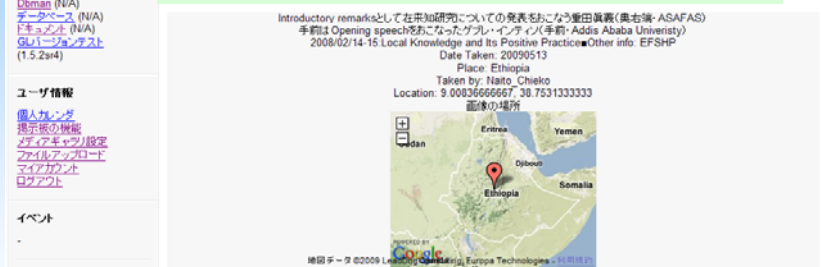 Dbman (N/A)
データベース (N/A)
ドキュメント (N/A)
GLバージョンテスト
(1.5.2sr4)
ユーザ情報
個人カレンダ
掲示板の機能
メディアギャラリ設定
ファイルアップロード
マイアカウント
ログアウト
イベント
-
Introductory remarksとして在来知研究についての発表をおこなう重田眞義(奥右端・ASAFAS)
手前は Opening speechをおこなったゲブレ・インティソ(手前・Addis Ababa Univeristy)
2008/02/14-15:Local Knowledge and Its Positive Practice■Other info: EFSHP
Date Taken: 20090513
Place: Ethiopia
Taken by: Naito_Chieko
Location: 9.00836666667, 38.7531333333
画像の場所
+
-
Sudan
Eritrea
Yemen
Djibouti
Ethiopia
Somalia
POWERED BY
Google
地図データ ©2009 Europa Technologies - 利用規約